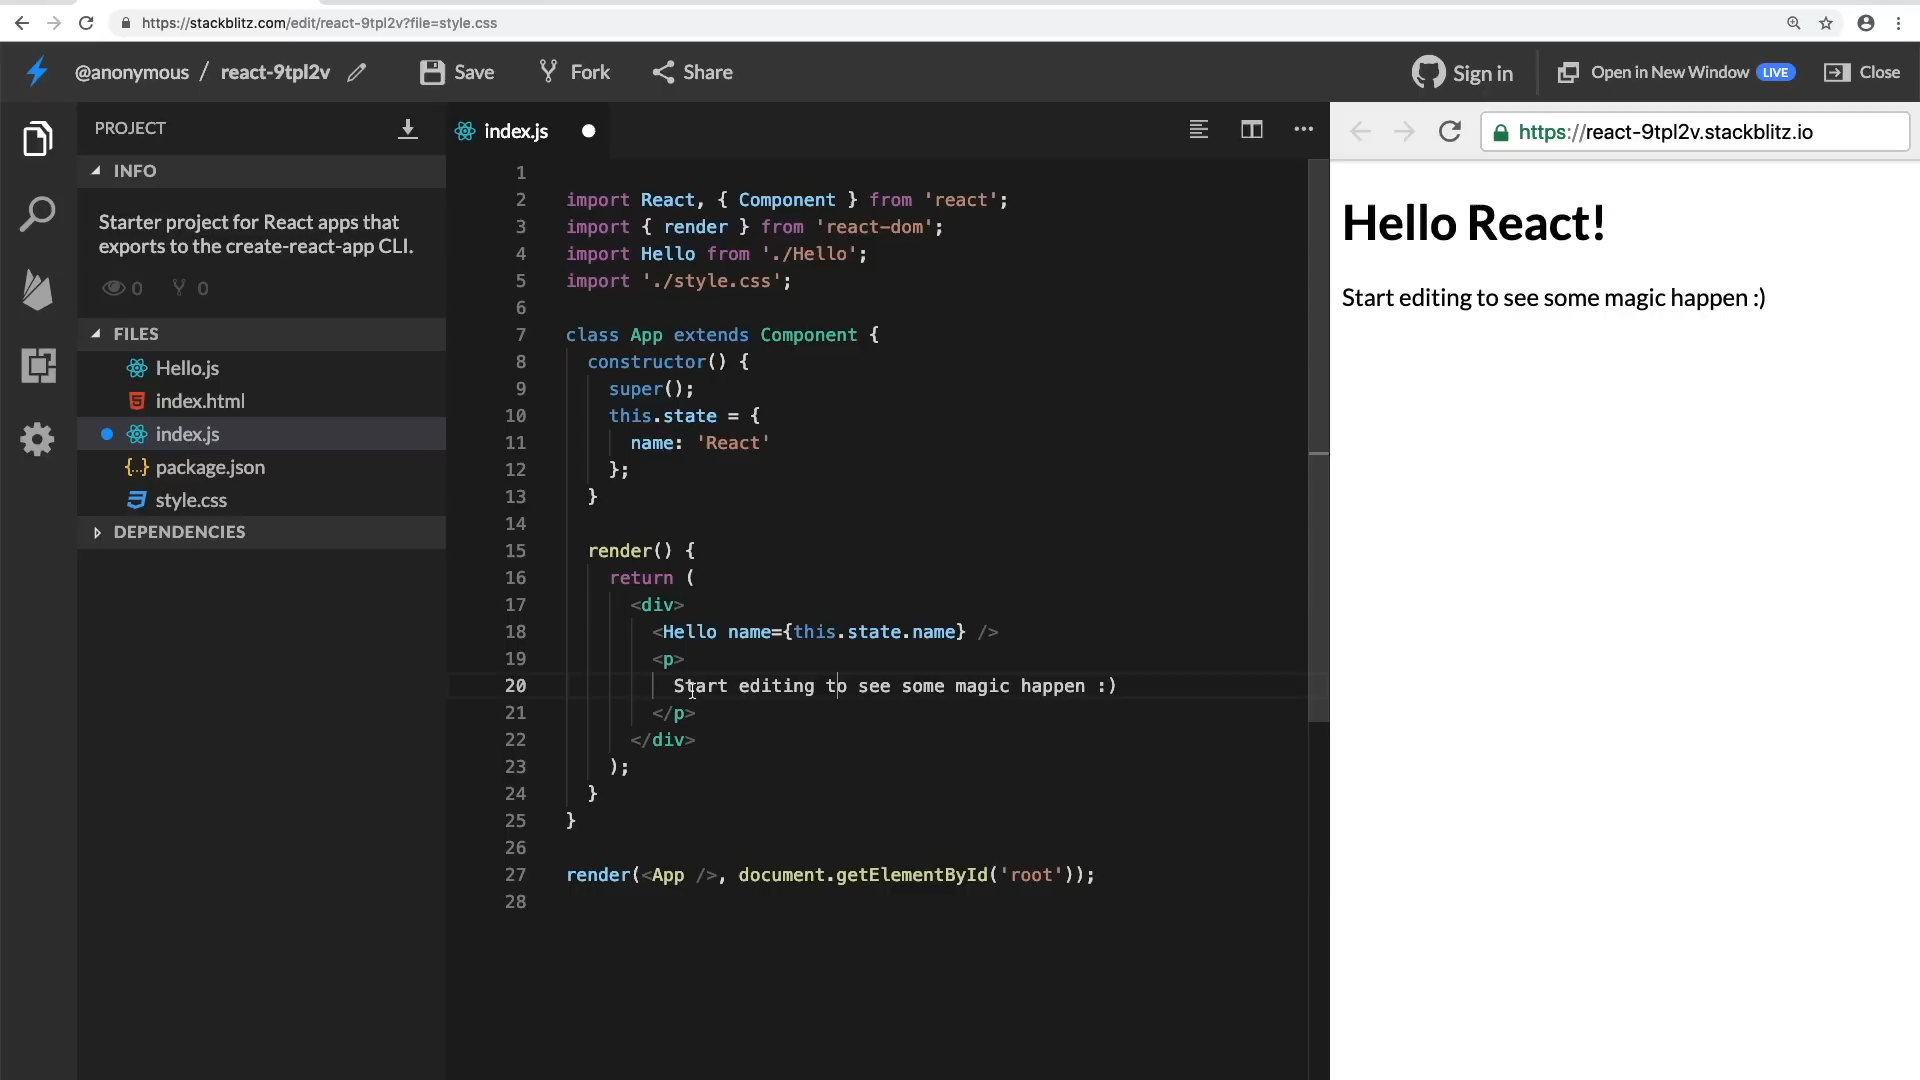 https://stackblitz.com/edit/react-9tpl2v?file=style.css
@anonymous / react-9tpl2v Save Fork Share Sign in Open in New Window LIVE Close
PROJECT
INFO
Starter project for React apps that
exports to the create-react-app CLI.
0 0
FILES
Hello.js
index.html
index.js
package.json
style.css
DEPENDENCIES
index.js
1
2 import React, { Component } from 'react';
3 import { render } from 'react-dom';
4 import Hello from './Hello';
5 import './style.css';
6
7 class App extends Component {
8 constructor() {
9 super();
10 this.state = {
11 name: 'React'
12 };
13 }
14
15 render() {
16 return (
17 <div>
18 <Hello name={this.state.name} />
19 <p>
20 Start editing to see some magic happen :)
21 </p>
22 </div>
23 );
24 }
25 }
26
27 render(<App />, document.getElementById('root'));
28
https://react-9tpl2v.stackblitz.io
Hello React!
Start editing to see some magic happen :)